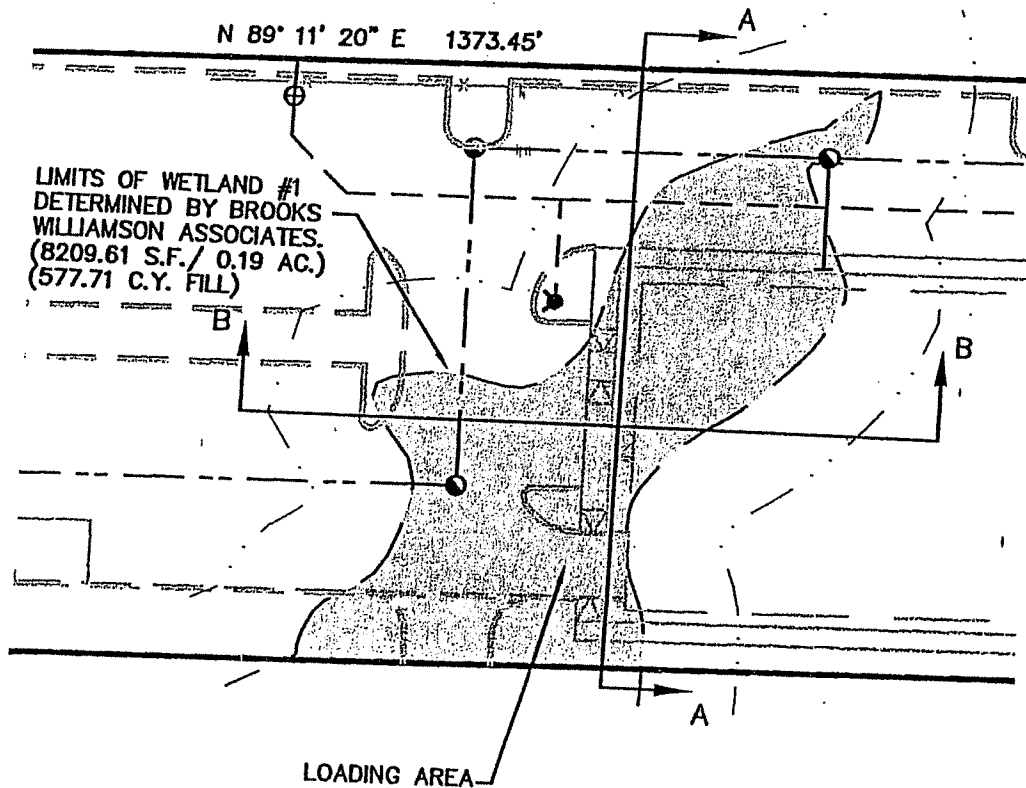 A
N 89° 11' 20" E 1373.45'
LIMITS OF WETLAND #1
DETERMINED BY BROOKS
WILLIAMSON ASSOCIATES.
(8209.61 S.F./ 0.19 AC.)
(577.71 C.Y. FILL)
B
B
A
LOADING AREA